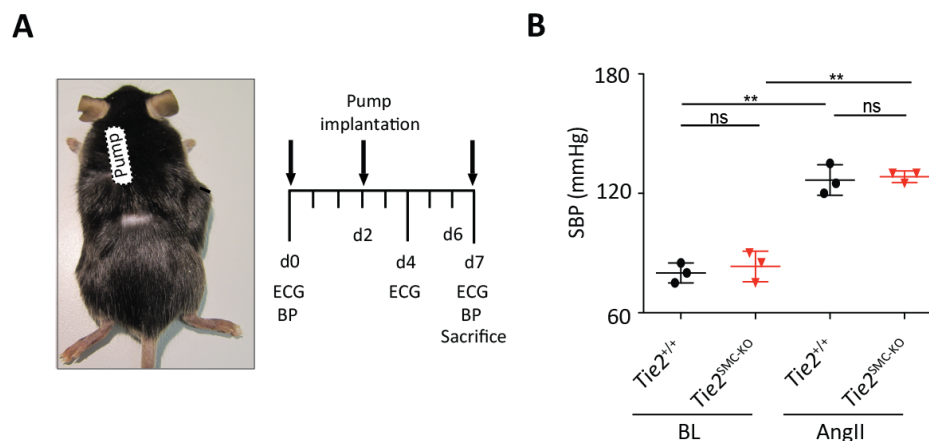 A
Pump
Pump
implantation
d0
d2
d4
d6
d7
ECG
BP
ECG
ECG
BP
Sacrifice
B
SBP (mmHg)
180
120
60
**
**
ns
ns
Tie2+/+
Tie2SMC-KO
Tie2+/+
Tie2SMC-KO
BL
AngII